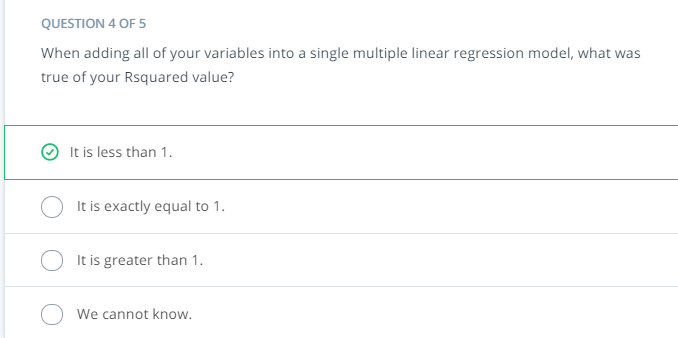 QUESTION 4 OF 5
When adding all of your variables into a single multiple linear regression model, what was
true of your Rsquared value?
It is less than 1.
It is exactly equal to 1.
It is greater than 1.
We cannot know.